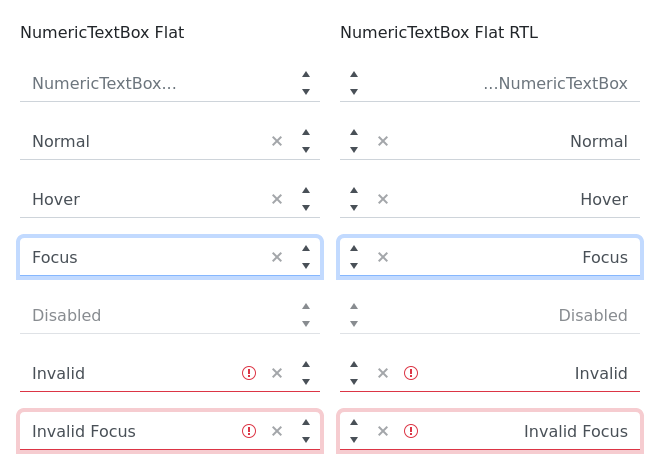 NumericTextBox Flat
NumericTextBox...
Normal
Hover
Focus
Disabled
Invalid
Invalid Focus
NumericTextBox Flat RTL
...NumericTextBox
Normal
Hover
Focus
Disabled
Invalid
Invalid Focus